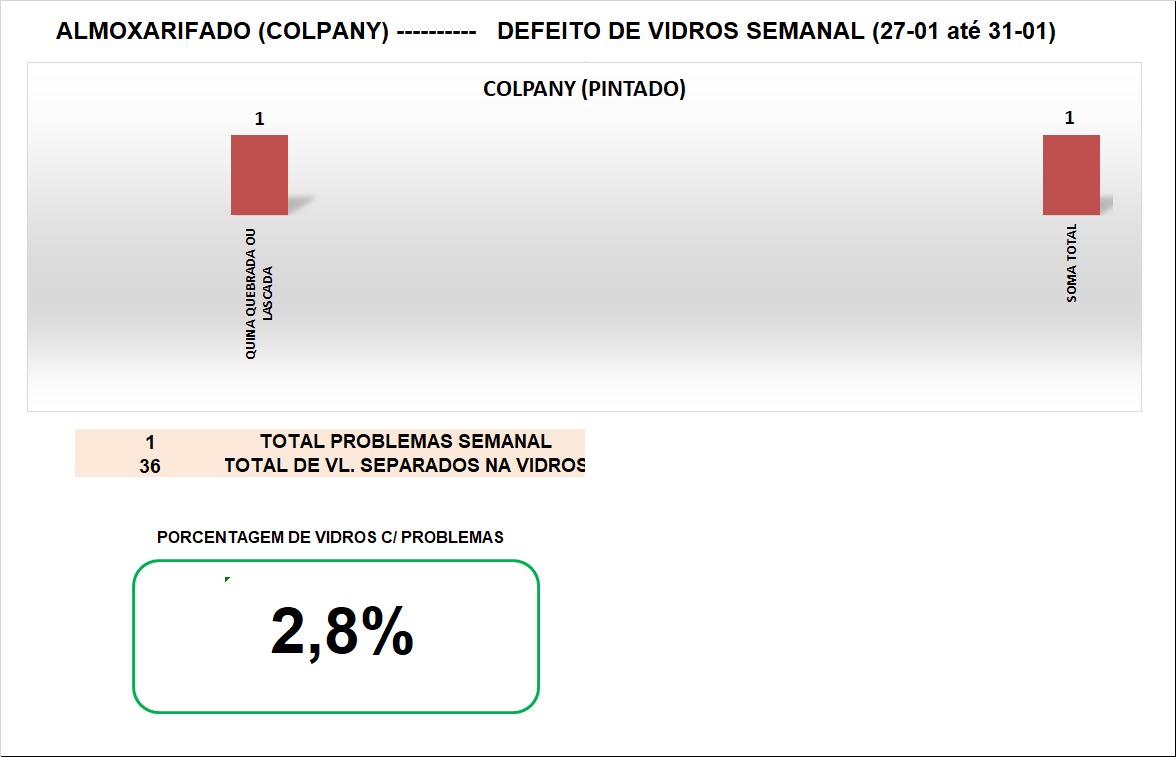 ALMOXARIFADO (COLPANY) ---------- DEFEITO DE VIDROS SEMANAL (27-01 até 31-01)
COLPANY (PINTADO)
1
1
QUINA QUEBRADA OU
LASCADA
SOMA TOTAL
1 TOTAL PROBLEMAS SEMANAL
36 TOTAL DE VL. SEPARADOS NA VIDROS
PORCENTAGEM DE VIDROS C/ PROBLEMAS
2,8%